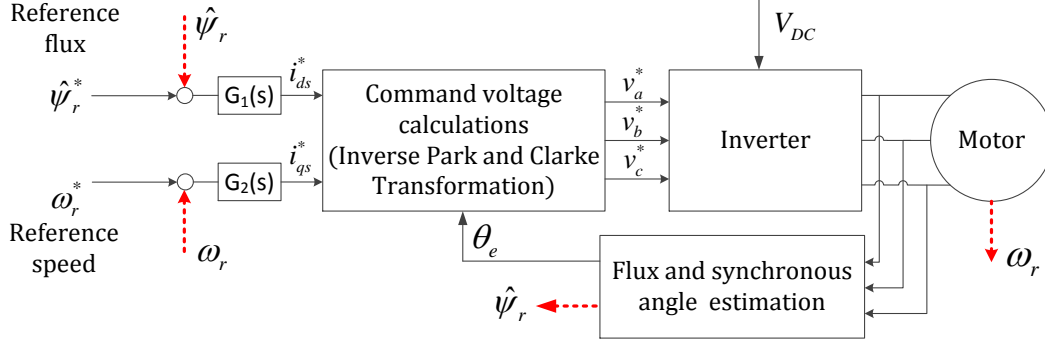 Reference
flux
ψ̂ᵣ
ψ̂ᵣ*
G₁(s)
i*ds
Command voltage
calculations
(Inverse Park and Clarke
Transformation)
v*a
v*b
v*c
V_DC
Inverter
Motor
ωᵣ*
G₂(s)
i*qs
Reference
speed
ωᵣ
θₑ
Flux and synchronous
angle estimation
ψ̂ᵣ
ωᵣ